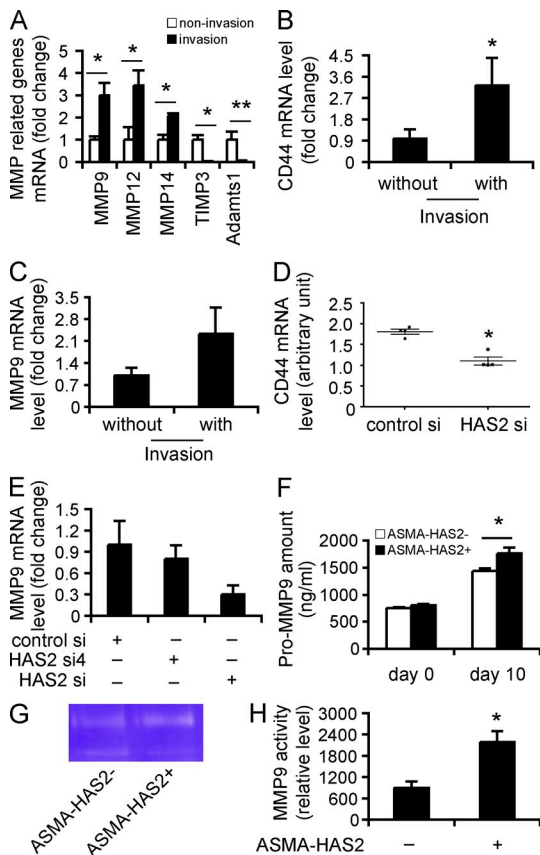 A
non-invasion
invasion
MMP related genes
mRNA (fold change)
5
4
3
2
1
0
*
*
*
*
**
MMP9
MMP12
MMP14
TIMP3
Adamts1
B
CD44 mRNA level
(fold change)
4.5
3.6
2.7
1.8
0.9
0
*
without
with
Invasion
C
MMP9 mRNA
level (fold change)
3.5
2.8
2.1
1.4
0.7
0
without
with
Invasion
D
CD44 mRNA
level (arbitrary unit)
2.5
2.0
1.5
1.0
0
*
control si
HAS2 si
E
MMP9 mRNA
level (fold change)
1.5
1.2
0.9
0.6
0.3
0
control si + – –
HAS2 si4 – + –
HAS2 si – – +
F
ASMA-HAS2-
ASMA-HAS2+
Pro-MMP9 amount
(ng/ml)
2000
1500
1000
500
0
*
day 0
day 10
G
ASMA-HAS2-
ASMA-HAS2+
H
MMP9 activity
(relative level)
3000
2400
1800
1200
600
0
*
ASMA-HAS2 – +